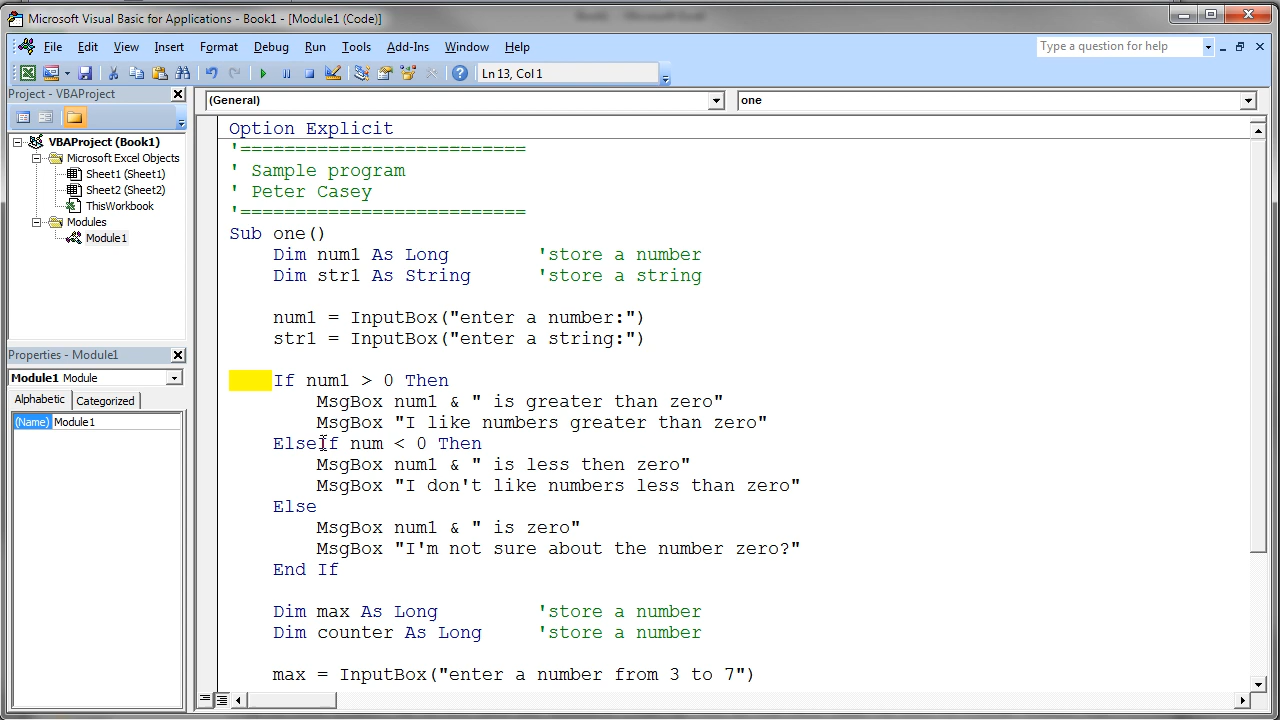 Microsoft Visual Basic for Applications - Book1 - [Module1 (Code)]
File Edit View Insert Format Debug Run Tools Add-Ins Window Help
Type a question for help
Ln 13, Col 1
Project - VBAProject
(General)
one
VBAProject (Book1)
Microsoft Excel Objects
Sheet1 (Sheet1)
Sheet2 (Sheet2)
ThisWorkbook
Modules
Module1
Properties - Module1
Module1 Module
Alphabetic Categorized
(Name) Module1
Option Explicit
'==========================
' Sample program
' Peter Casey
'==========================
Sub one()
Dim num1 As Long 'store a number
Dim str1 As String 'store a string
num1 = InputBox("enter a number:")
str1 = InputBox("enter a string:")
If num1 > 0 Then
MsgBox num1 & " is greater than zero"
MsgBox "I like numbers greater than zero"
ElseIf num < 0 Then
MsgBox num1 & " is less then zero"
MsgBox "I don't like numbers less than zero"
Else
MsgBox num1 & " is zero"
MsgBox "I'm not sure about the number zero?"
End If
Dim max As Long 'store a number
Dim counter As Long 'store a number
max = InputBox("enter a number from 3 to 7")